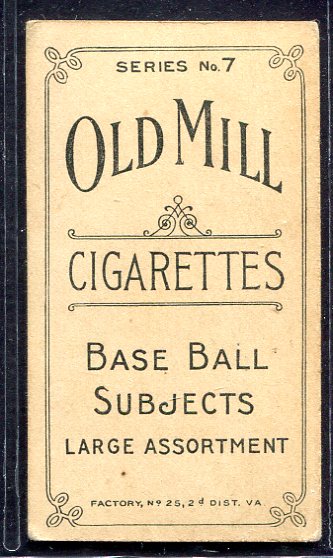 SERIES No. 7
OLD MILL
CIGARETTES
BASE BALL
SUBJECTS
LARGE ASSORTMENT
FACTORY, No 25, 2d DIST. VA.